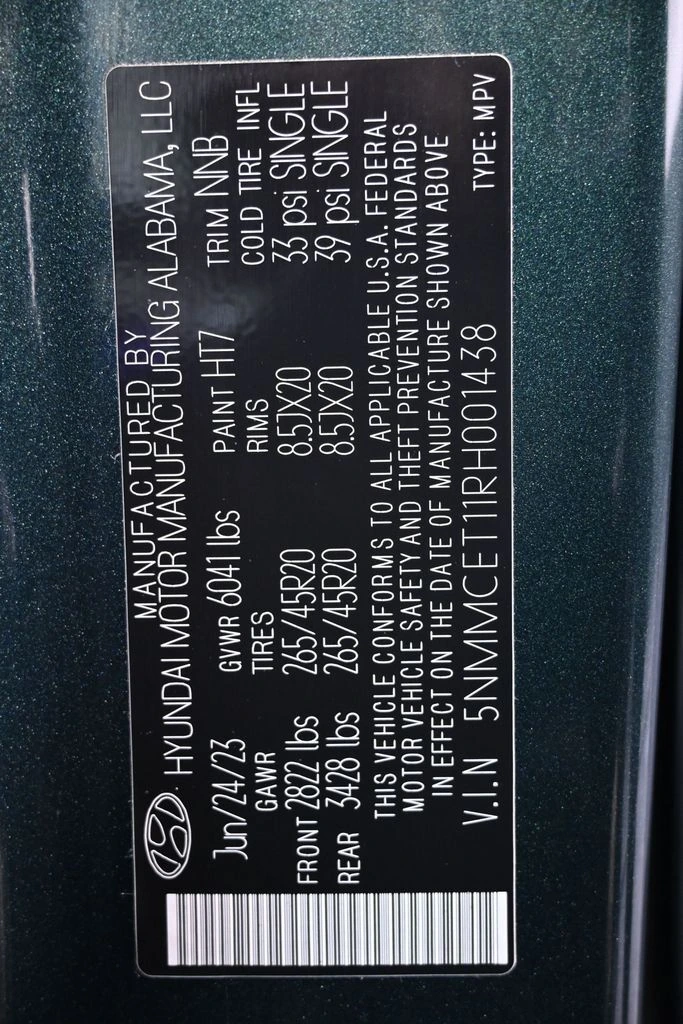 MANUFACTURED BY
HYUNDAI MOTOR MANUFACTURING ALABAMA, LLC
Jun/24/23 GVWR 6041 lbs PAINT HT7 TRIM NNB
GAWR TIRES RIMS COLD TIRE INFL
FRONT 2822 lbs 265/45R20 8.5JX20 33 psi SINGLE
REAR 3428 lbs 265/45R20 8.5JX20 39 psi SINGLE
THIS VEHICLE CONFORMS TO ALL APPLICABLE U.S.A. FEDERAL
MOTOR VEHICLE SAFETY AND THEFT PREVENTION STANDARDS
IN EFFECT ON THE DATE OF MANUFACTURE SHOWN ABOVE
V.I.N 5NMMCET11RH001438 TYPE: MPV